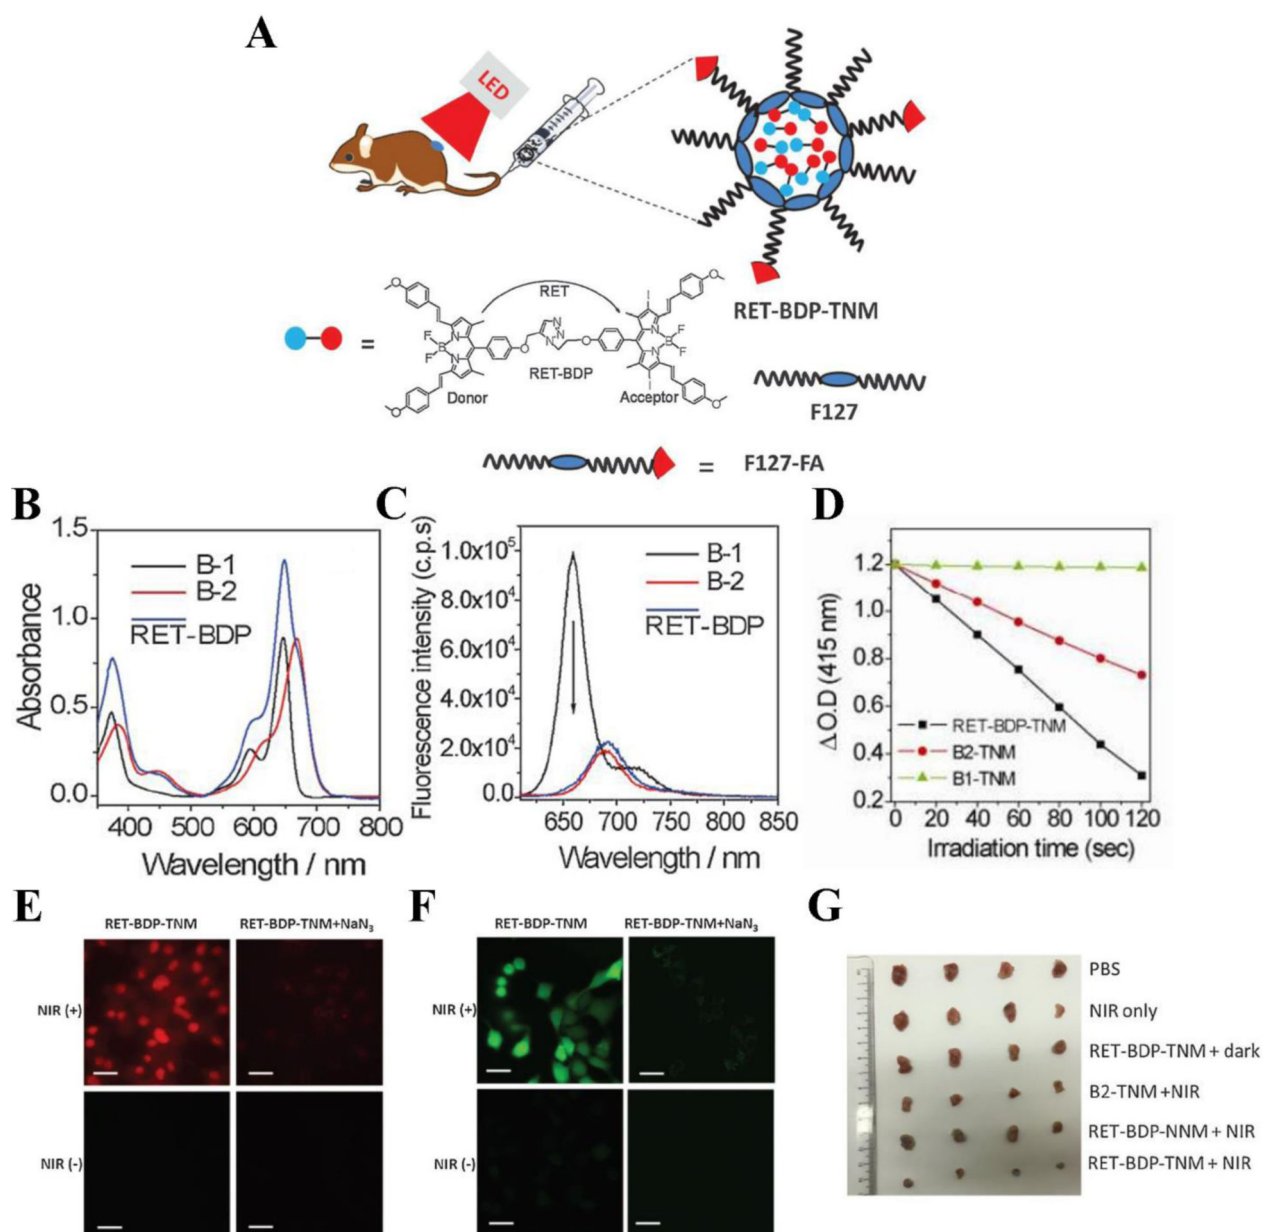 A
LED
RET-BDP-TNM
RET
O
O
I
N
N
N
F
B
F
N
N
O
O
N
F
B
F
N
RET-BDP
Donor
Acceptor
I
O
O
=
F127
= F127-FA
B
1.5
1.0
0.5
0.0
Absorbance
B-1
B-2
RET-BDP
400 500 600 700 800
Wavelength / nm
C
Fluorescence intensity (c.p.s)
1.0x10⁵
8.0x10⁴
6.0x10⁴
4.0x10⁴
2.0x10⁴
0.0
B-1
B-2
RET-BDP
650 700 750 800 850
Wavelength / nm
D
Δ O.D (415 nm)
1.2
1.0
0.8
0.6
0.4
0.2
RET-BDP-TNM
B2-TNM
B1-TNM
0 20 40 60 80 100 120
Irradiation time (sec)
E
RET-BDP-TNM RET-BDP-TNM+NaN₃
NIR (+)
NIR (-)
F
RET-BDP-TNM RET-BDP-TNM+NaN₃
NIR (+)
NIR (-)
G
PBS
NIR only
RET-BDP-TNM + dark
B2-TNM +NIR
RET-BDP-NNM + NIR
RET-BDP-TNM + NIR